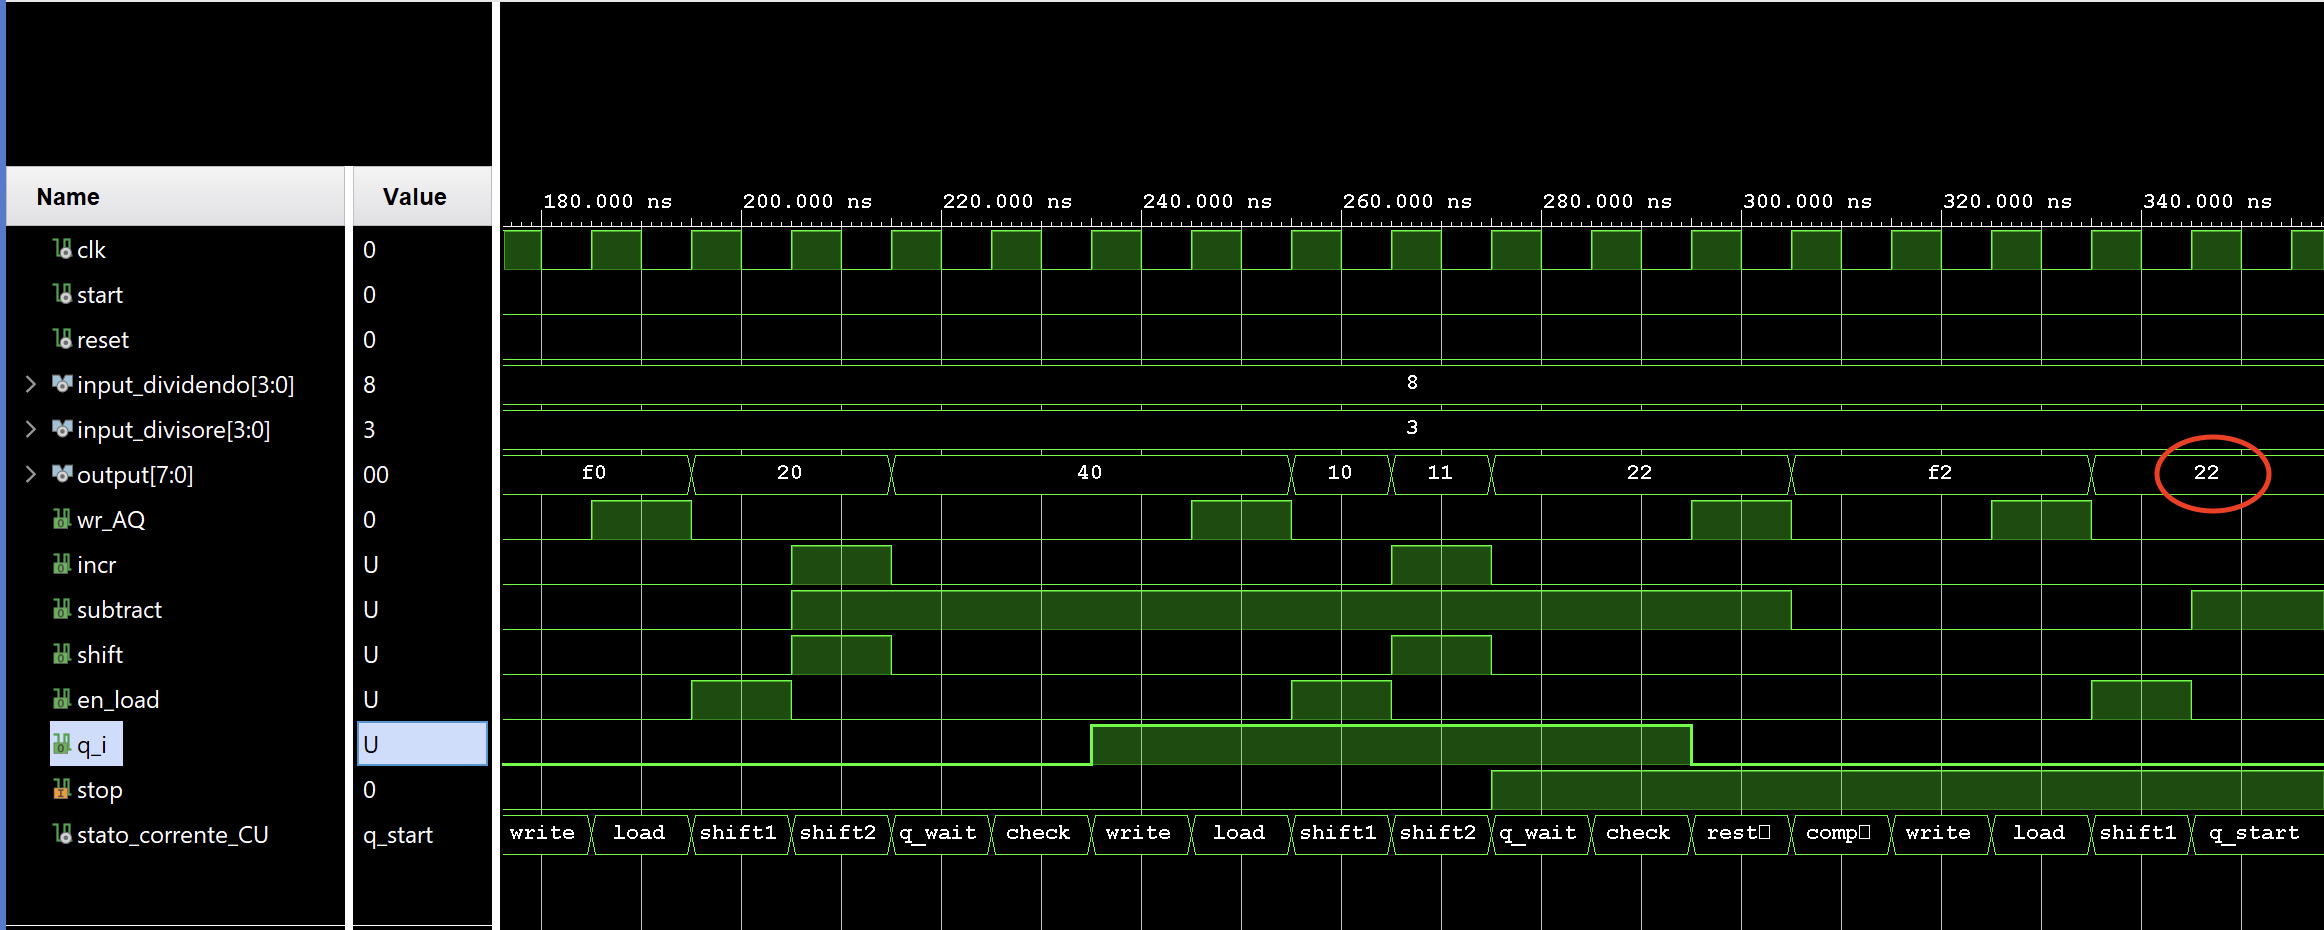 180.000 ns 200.000 ns 220.000 ns 240.000 ns 260.000 ns 280.000 ns 300.000 ns 320.000 ns 340.000 ns
Name Value
clk 0
start 0
reset 0
input_dividendo[3:0] 8 8
input_divisore[3:0] 3 3
output[7:0] 00 f0 20 40 10 11 22 f2 22
wr_AQ 0
incr U
subtract U
shift U
en_load U
q_i U
stop 0
stato_corrente_CU q_start write load shift1 shift2 q_wait check write load shift1 shift2 q_wait check rest□ comp□ write load shift1 q_start